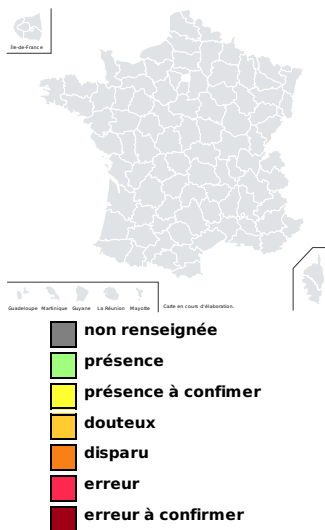 Île-de-France
Guadeloupe Martinique Guyane La Réunion Mayotte Carte en cours d'élaboration.
non renseignée
présence
présence à confimer
douteux
disparu
erreur
erreur à confirmer